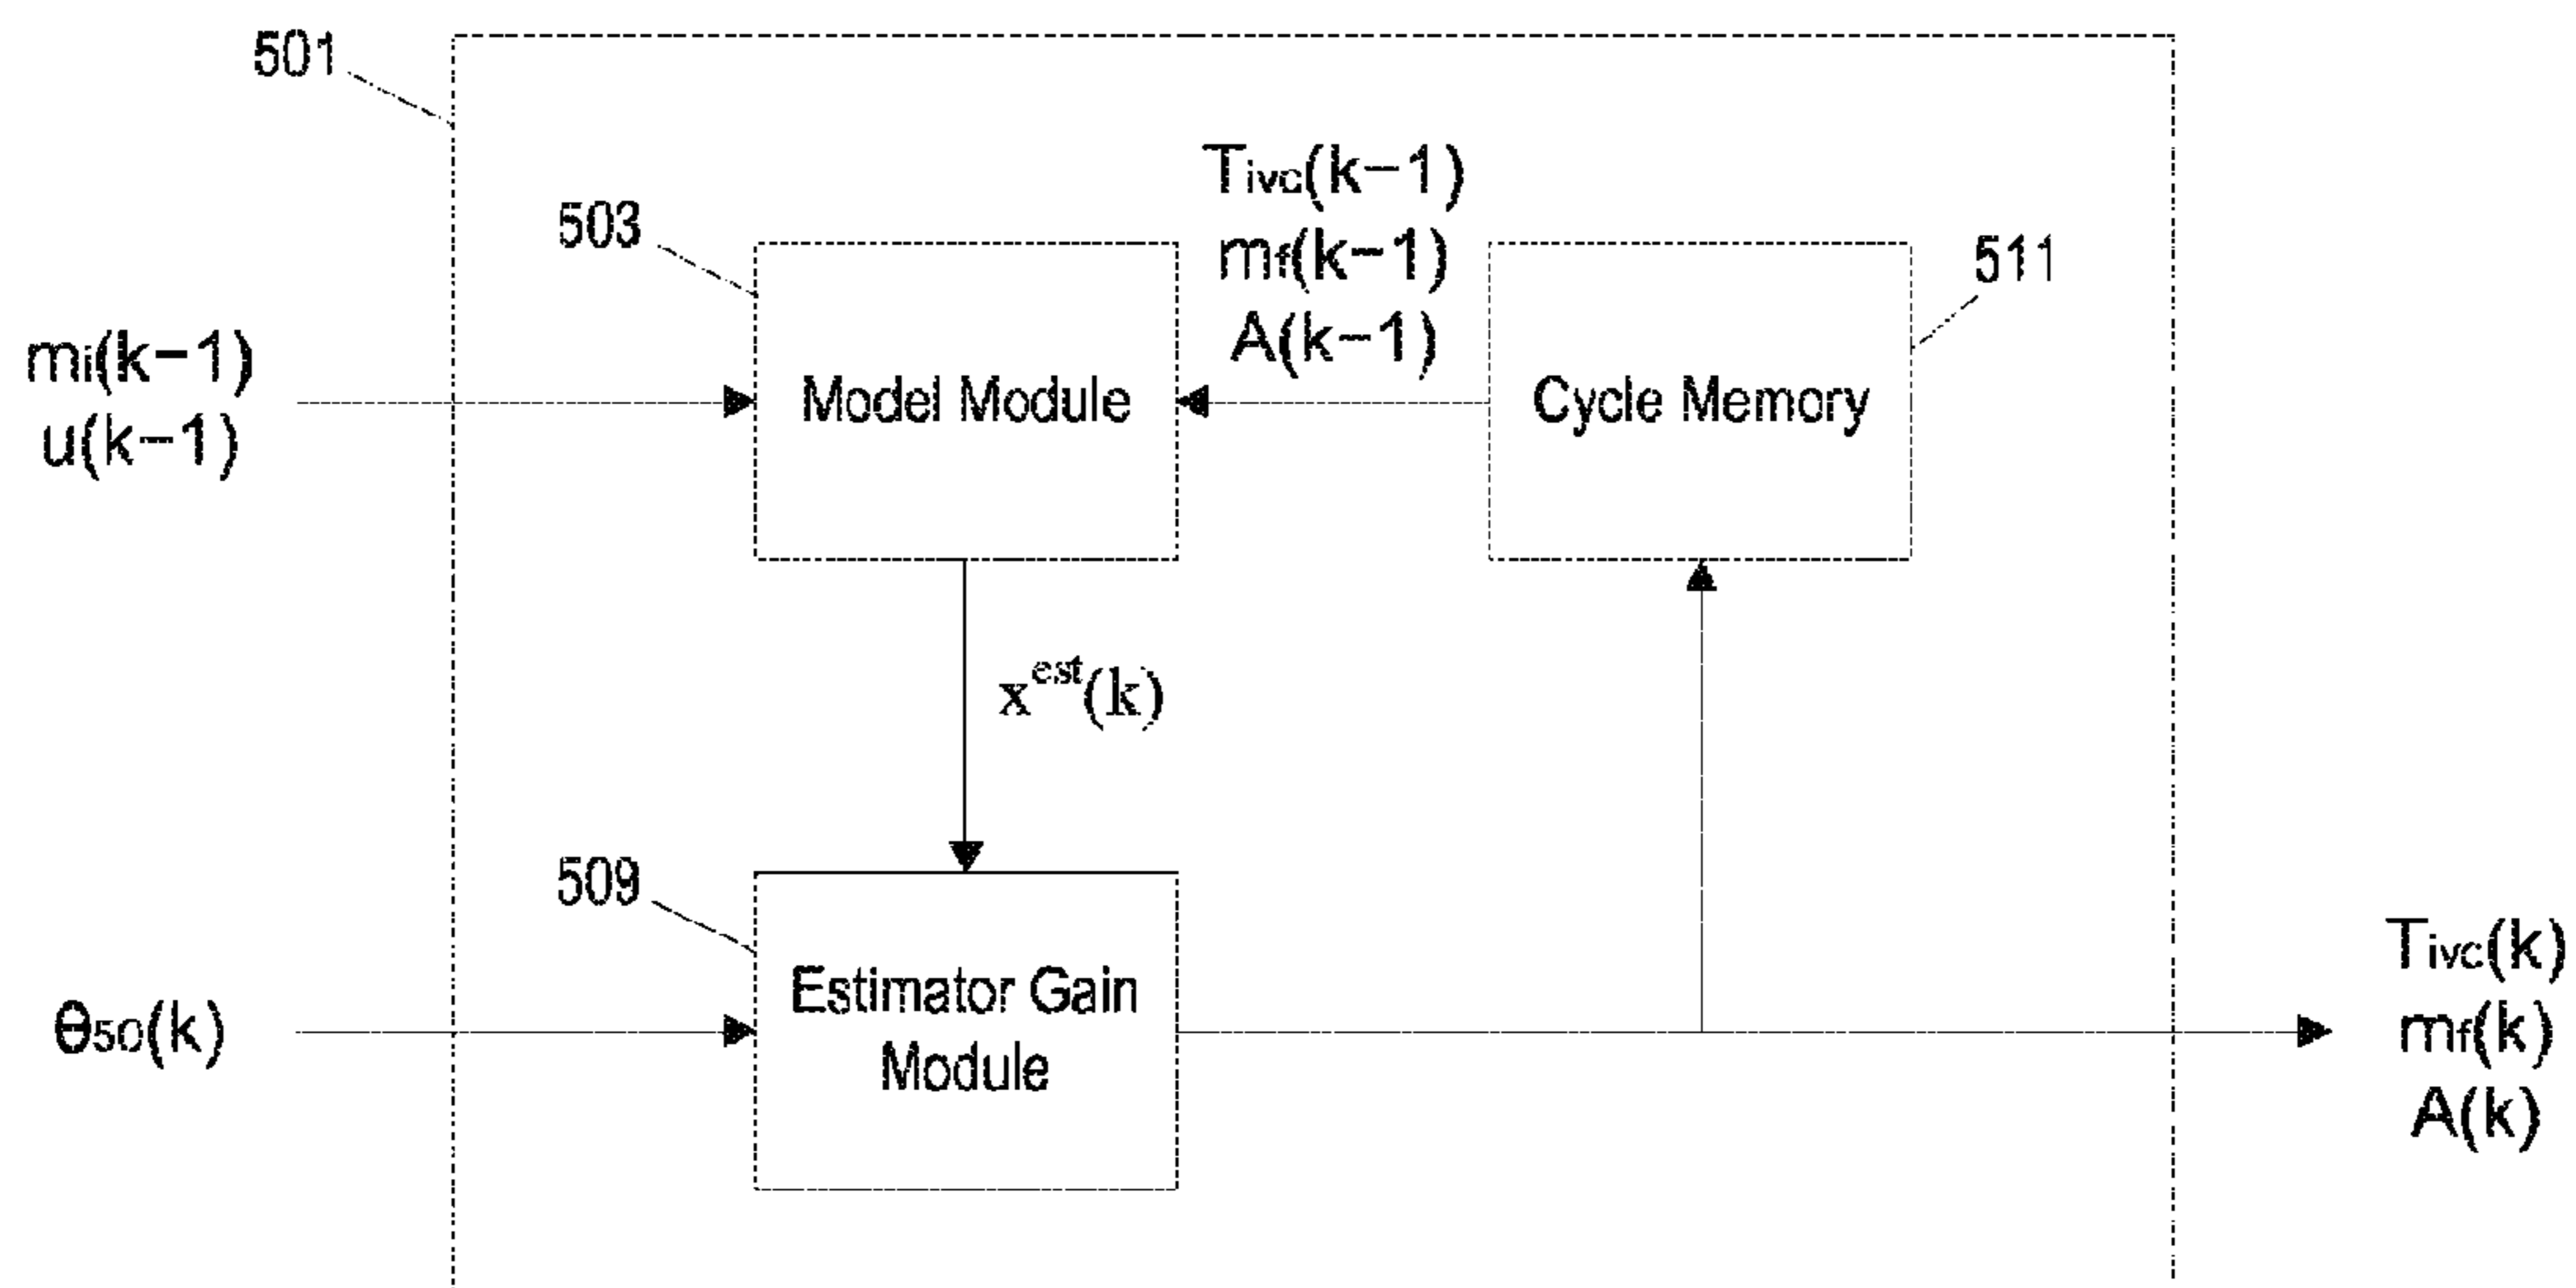 501
503
Tivc(k−1)
mf(k−1)
A(k−1)
511
mi(k−1)
u(k−1)
Model Module
Cycle Memory
x^est(k)
509
Estimator Gain
Module
θ50(k)
Tivc(k)
mf(k)
A(k)